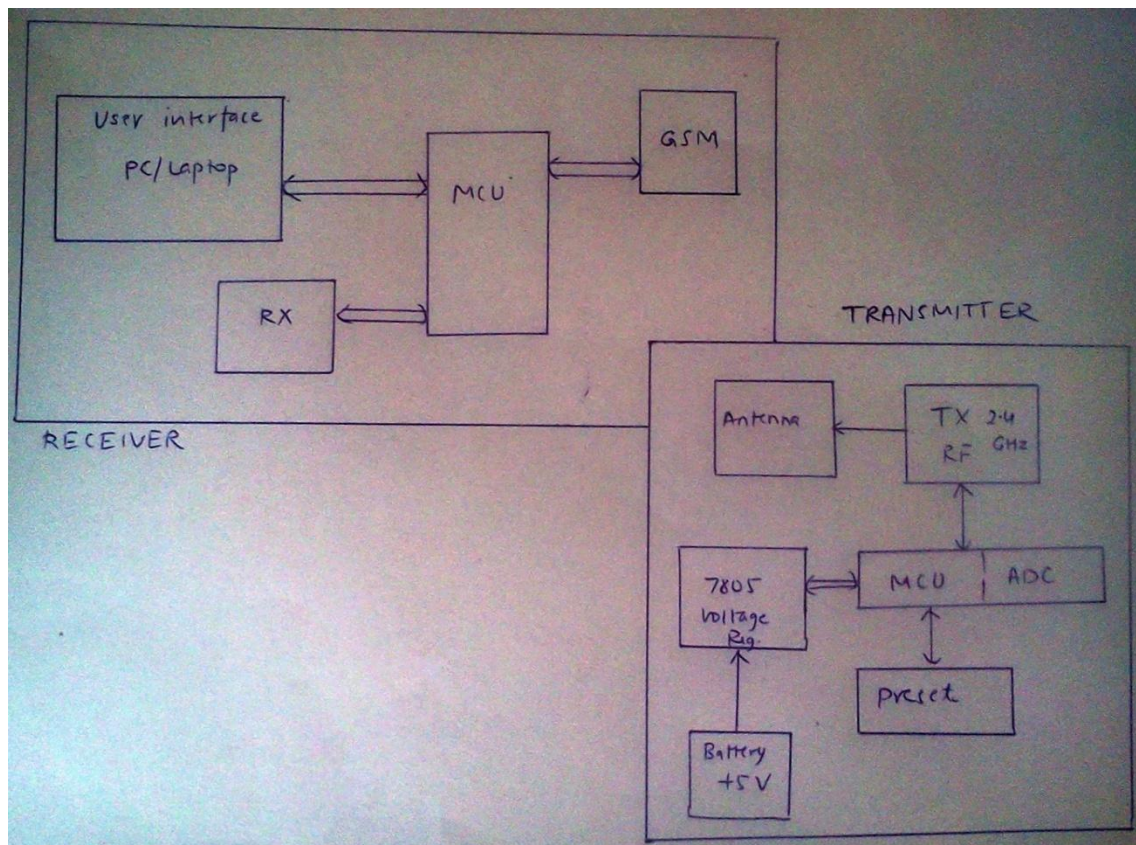 User interface
PC/Laptop
MCU
GSM
RX
RECEIVER
TRANSMITTER
Antenna
TX 2.4
RF GHz
7805
Voltage
Reg.
MCU
ADC
preset
Battery
+5V